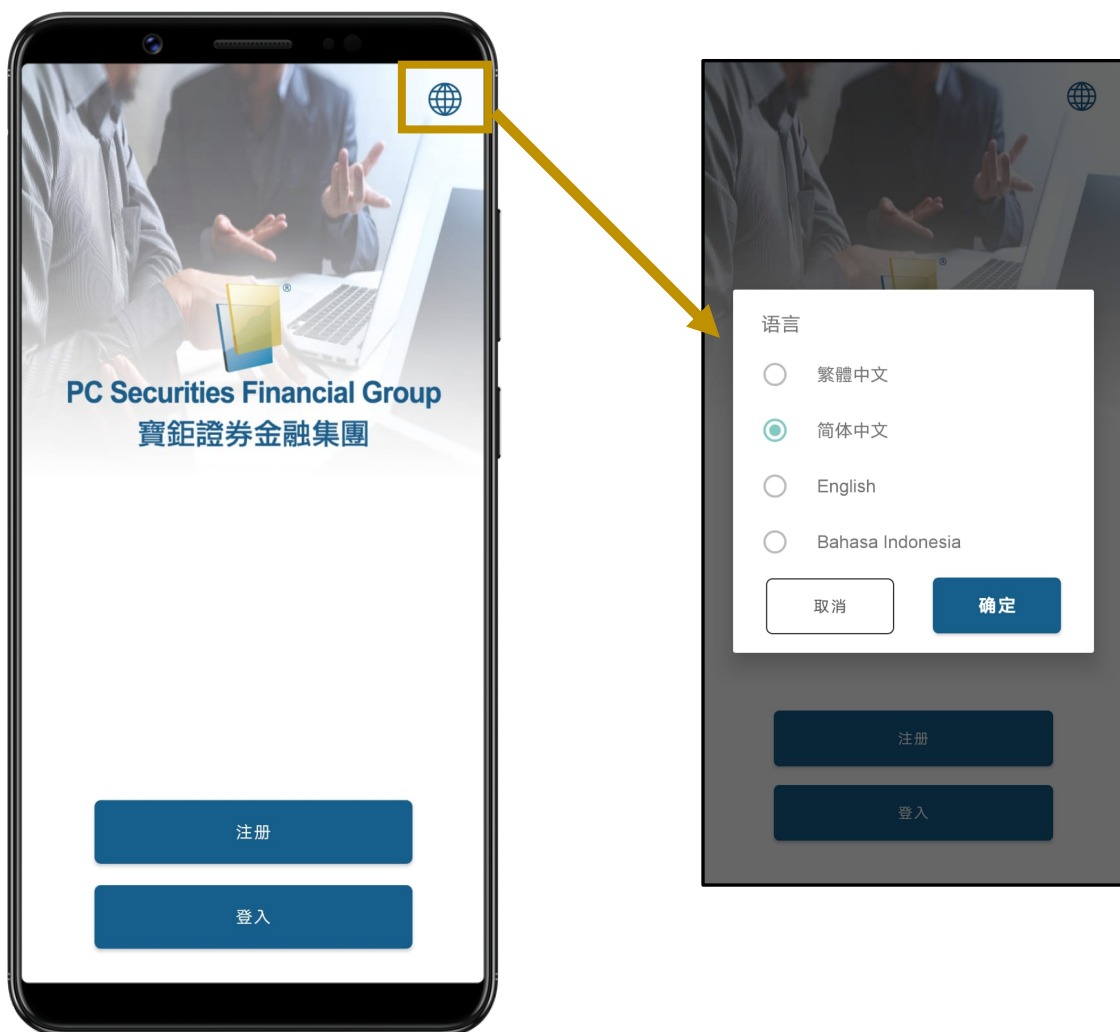 ®
PC Securities Financial Group
寶鉅證券金融集團
注册
登入
®
语言
繁體中文
简体中文
English
Bahasa Indonesia
取消
确定
注册
登入